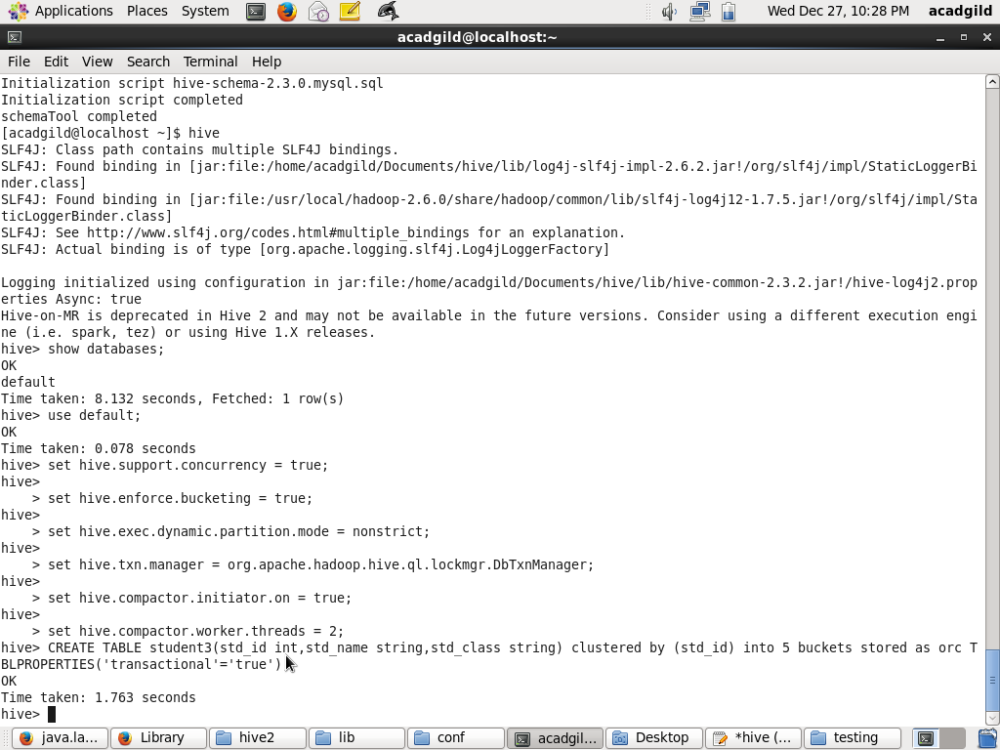 Applications Places System Wed Dec 27, 10:28 PM acadgild
acadgild@localhost:~
File Edit View Search Terminal Help
Initialization script hive-schema-2.3.0.mysql.sql
Initialization script completed
schemaTool completed
[acadgild@localhost ~]$ hive
SLF4J: Class path contains multiple SLF4J bindings.
SLF4J: Found binding in [jar:file:/home/acadgild/Documents/hive/lib/log4j-slf4j-impl-2.6.2.jar!/org/slf4j/impl/StaticLoggerBi
nder.class]
SLF4J: Found binding in [jar:file:/usr/local/hadoop-2.6.0/share/hadoop/common/lib/slf4j-log4j12-1.7.5.jar!/org/slf4j/impl/Sta
ticLoggerBinder.class]
SLF4J: See http://www.slf4j.org/codes.html#multiple_bindings for an explanation.
SLF4J: Actual binding is of type [org.apache.logging.slf4j.Log4jLoggerFactory]
Logging initialized using configuration in jar:file:/home/acadgild/Documents/hive/lib/hive-common-2.3.2.jar!/hive-log4j2.prop
erties Async: true
Hive-on-MR is deprecated in Hive 2 and may not be available in the future versions. Consider using a different execution engi
ne (i.e. spark, tez) or using Hive 1.X releases.
hive> show databases;
OK
default
Time taken: 8.132 seconds, Fetched: 1 row(s)
hive> use default;
OK
Time taken: 0.078 seconds
hive> set hive.support.concurrency = true;
hive>
    > set hive.enforce.bucketing = true;
hive>
    > set hive.exec.dynamic.partition.mode = nonstrict;
hive>
    > set hive.txn.manager = org.apache.hadoop.hive.ql.lockmgr.DbTxnManager;
hive>
    > set hive.compactor.initiator.on = true;
hive>
    > set hive.compactor.worker.threads = 2;
hive> CREATE TABLE student3(std_id int,std_name string,std_class string) clustered by (std_id) into 5 buckets stored as orc T
BLPROPERTIES('transactional'='true')
OK
Time taken: 1.763 seconds
hive>
java.la... Library hive2 lib conf acadgil... Desktop *hive (... testing